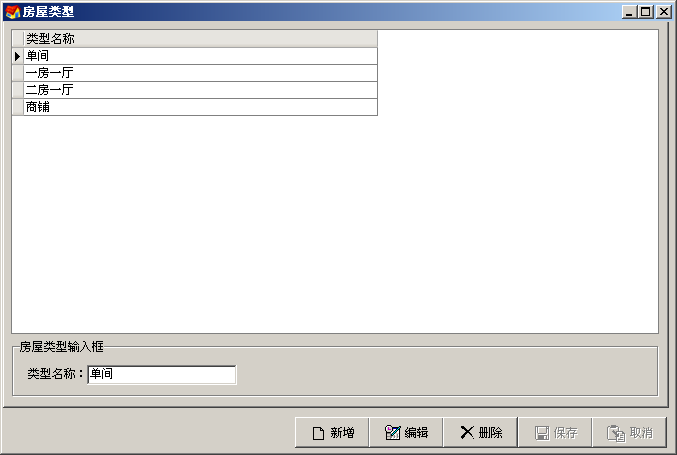 房屋类型
类型名称
单间
一房一厅
二房一厅
商铺
房屋类型输入框
类型名称：单间
新增 编辑 删除 保存 取消